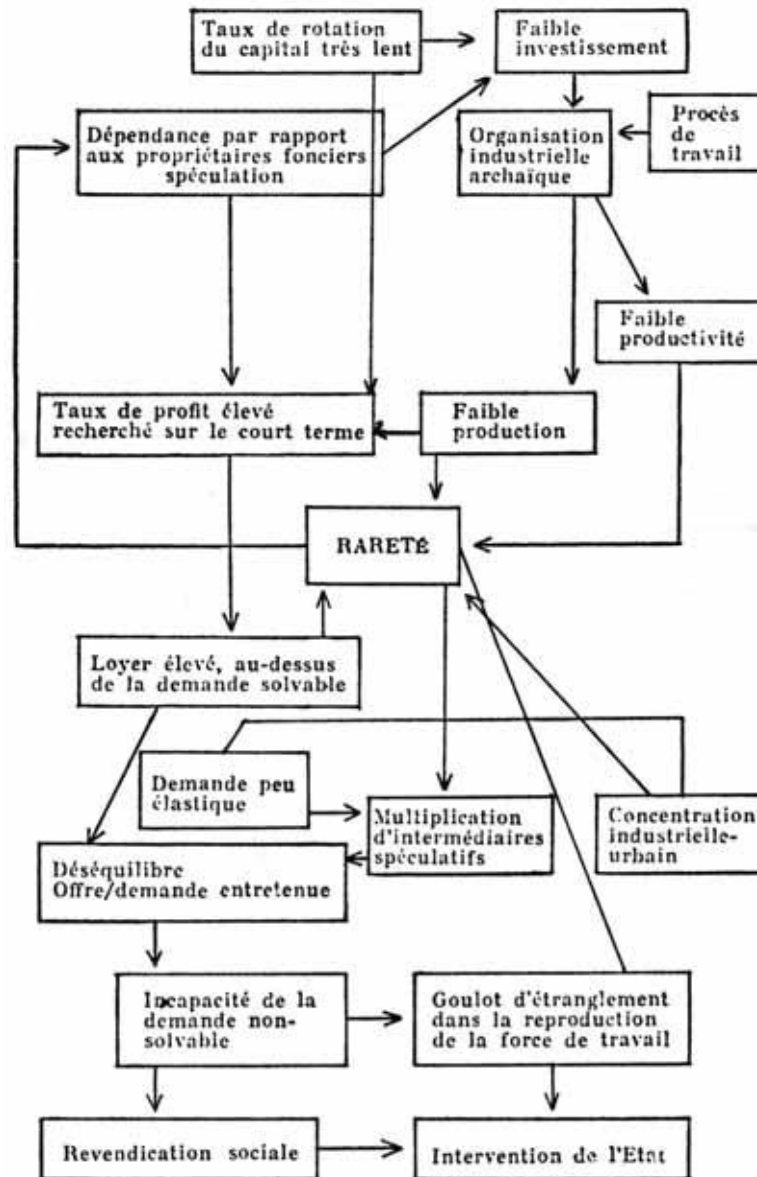 Taux de rotation
du capital très lent
Faible
investissement
Dépendance par rapport
aux propriétaires fonciers
spéculation
Organisation
industrielle
archaïque
Procès
de
travail
Faible
productivité
Taux de profit élevé
recherché sur le court terme
Faible
production
RARETÉ
Loyer élevé, au-dessus
de la demande solvable
Demande peu
élastique
Multiplication
d'intermédiaires
spéculatifs
Concentration
industrielle-
urbain
Déséquilibre
Offre/demande entretenue
Incapacité de la
demande non-
solvable
Goulot d'étranglement
dans la reproduction
de la force de travail
Revendication sociale
Intervention de l'Etat